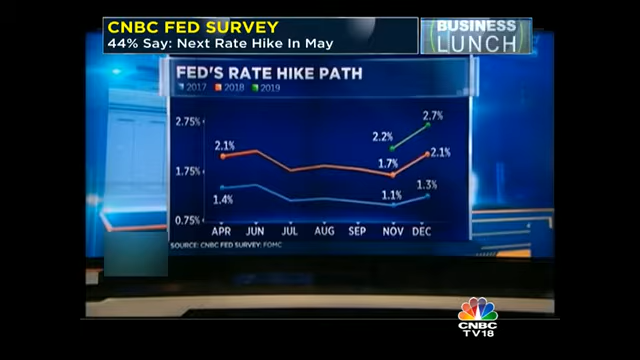 CNBC FED SURVEY
44% Say: Next Rate Hike In May
BUSINESS
LUNCH
FED'S RATE HIKE PATH
2017 2018 2019
2.75%
1.75%
0.75%
2.1%
1.4%
2.2%
2.7%
1.7%
2.1%
1.1%
1.3%
APR JUN JUL AUG SEP NOV DEC
SOURCE: CNBC FED SURVEY: FOMC
CNBC
TV18